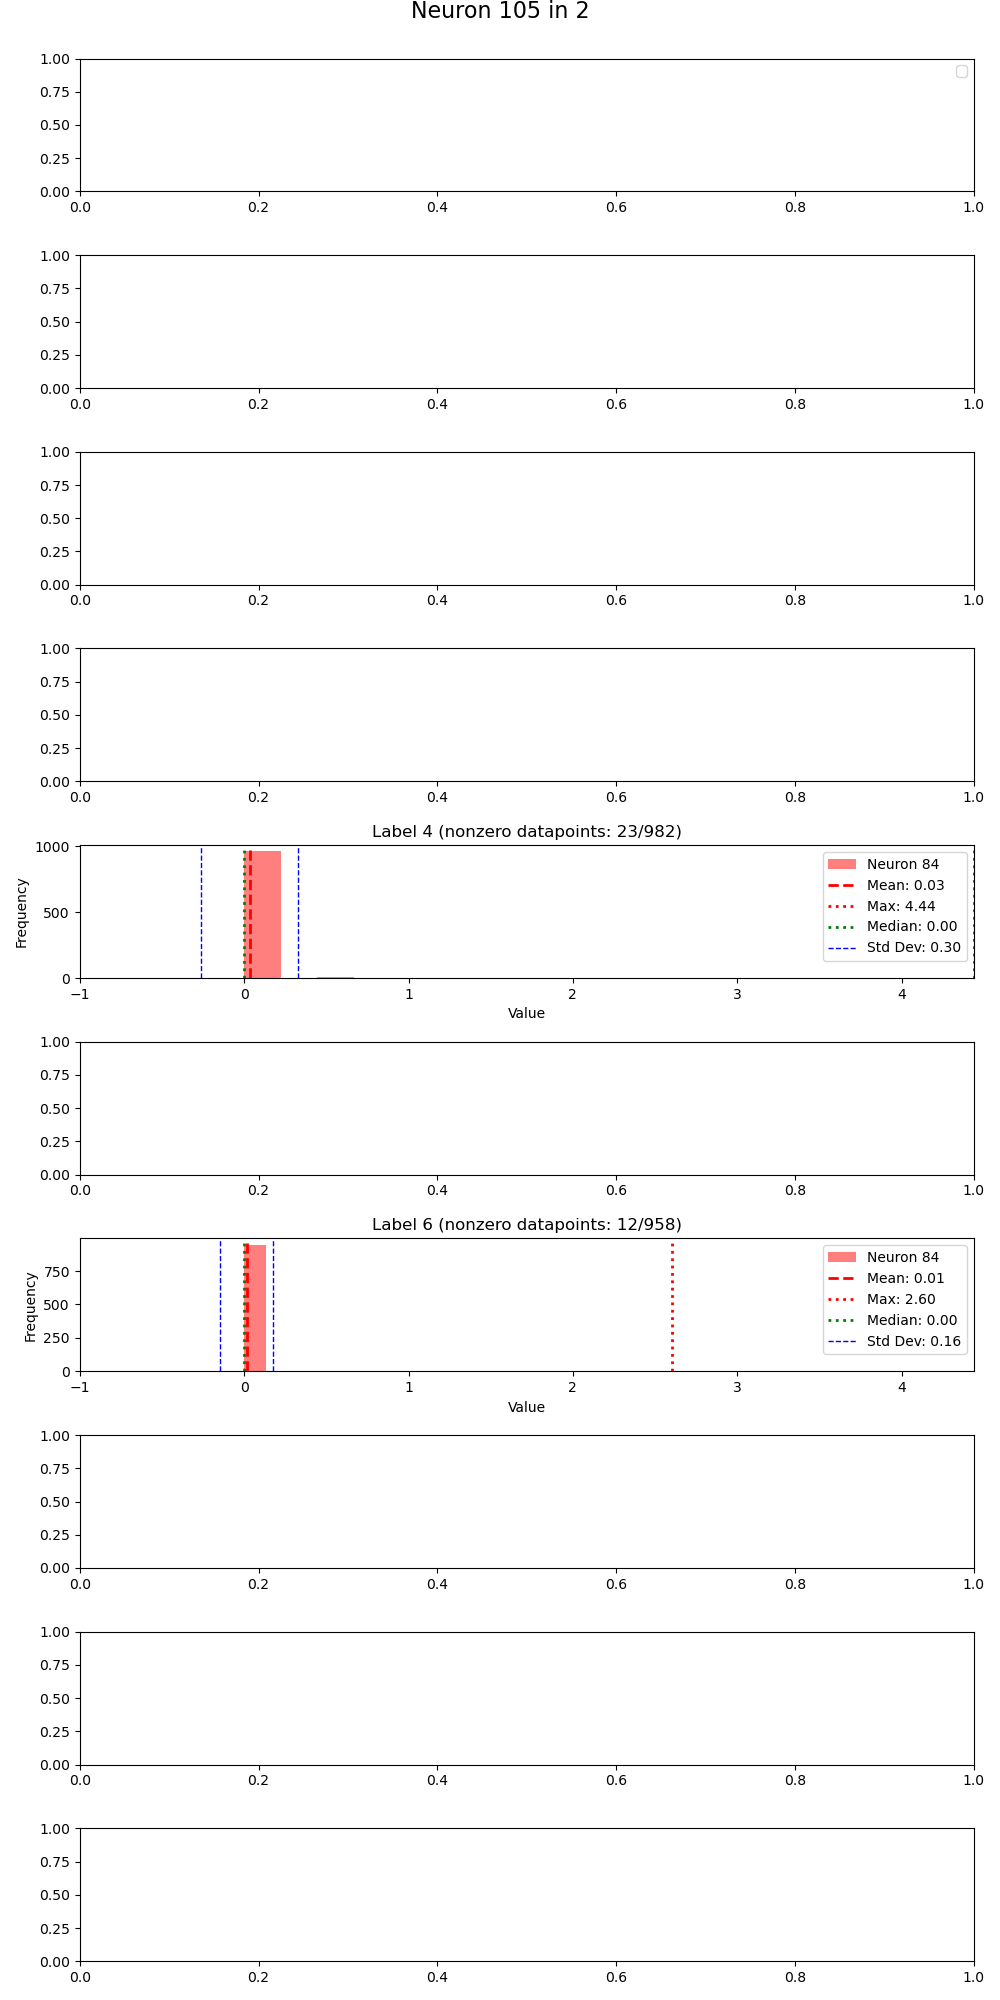 Neuron 105 in 2
1.00
0.75
0.50
0.25
0.00
0.0 0.2 0.4 0.6 0.8 1.0
1.00
0.75
0.50
0.25
0.00
0.0 0.2 0.4 0.6 0.8 1.0
1.00
0.75
0.50
0.25
0.00
0.0 0.2 0.4 0.6 0.8 1.0
1.00
0.75
0.50
0.25
0.00
0.0 0.2 0.4 0.6 0.8 1.0
Label 4 (nonzero datapoints: 23/982)
Frequency
1000
500
0
Neuron 84
Mean: 0.03
Max: 4.44
Median: 0.00
Std Dev: 0.30
−1 0 1 2 3 4
Value
1.00
0.75
0.50
0.25
0.00
0.0 0.2 0.4 0.6 0.8 1.0
Label 6 (nonzero datapoints: 12/958)
Frequency
750
500
250
0
Neuron 84
Mean: 0.01
Max: 2.60
Median: 0.00
Std Dev: 0.16
−1 0 1 2 3 4
Value
1.00
0.75
0.50
0.25
0.00
0.0 0.2 0.4 0.6 0.8 1.0
1.00
0.75
0.50
0.25
0.00
0.0 0.2 0.4 0.6 0.8 1.0
1.00
0.75
0.50
0.25
0.00
0.0 0.2 0.4 0.6 0.8 1.0